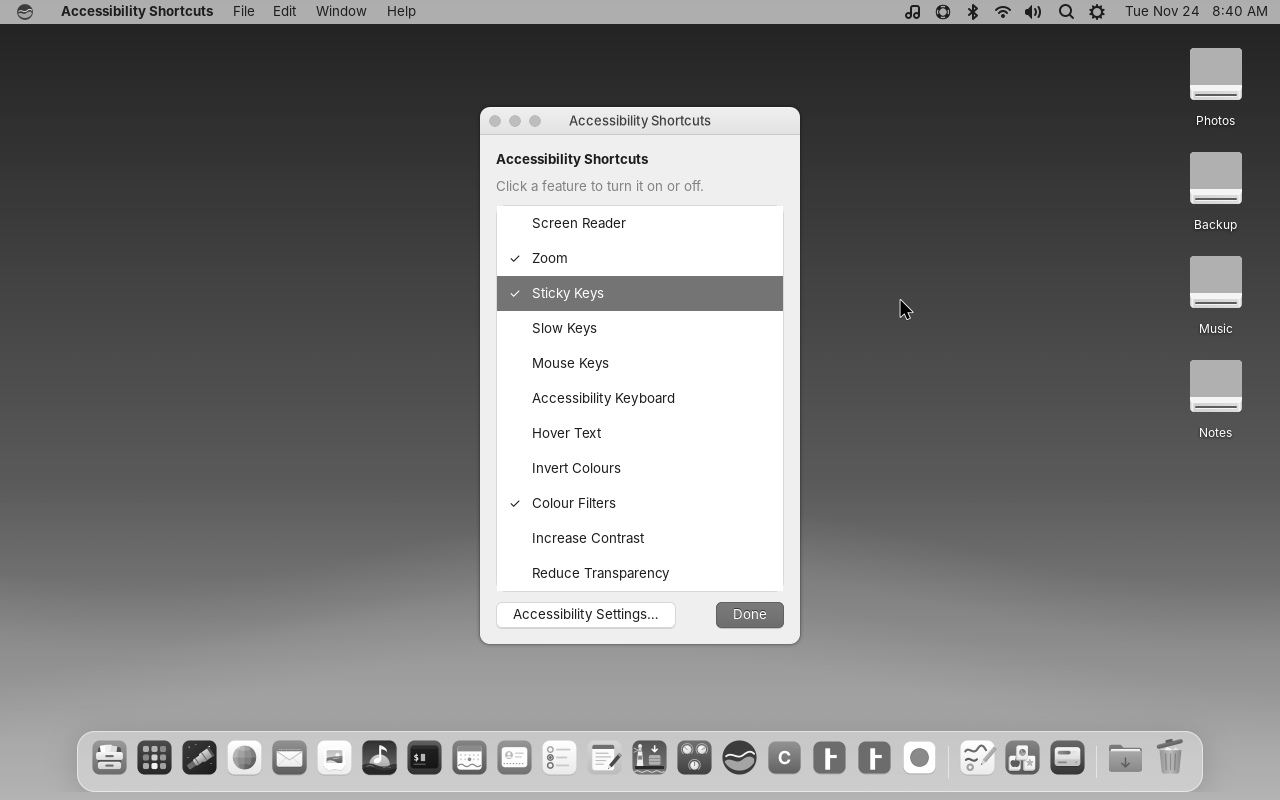 Accessibility Shortcuts File Edit Window Help Tue Nov 24 8:40 AM
Photos
Backup
Music
Notes
Accessibility Shortcuts
Accessibility Shortcuts
Click a feature to turn it on or off.
Screen Reader
✓ Zoom
✓ Sticky Keys
Slow Keys
Mouse Keys
Accessibility Keyboard
Hover Text
Invert Colours
✓ Colour Filters
Increase Contrast
Reduce Transparency
Accessibility Settings... Done
$
C